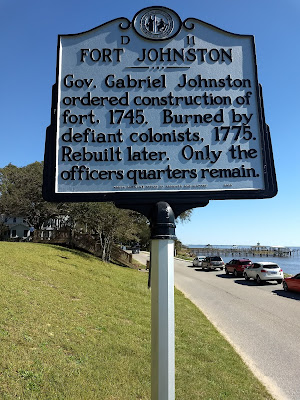 D 11
FORT JOHNSTON
Gov. Gabriel Johnston
ordered construction of
fort, 1745. Burned by
defiant colonists, 1775.
Rebuilt later. Only the
officers quarters remain.